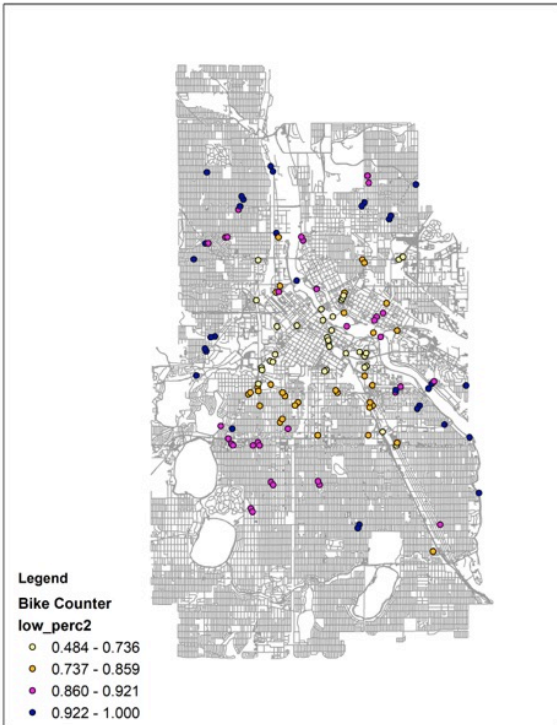 Legend
Bike Counter
low_perc2
0.484 - 0.736
0.737 - 0.859
0.860 - 0.921
0.922 - 1.000